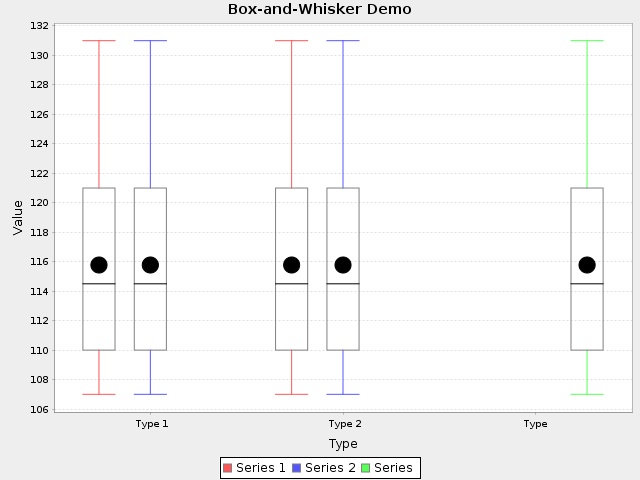 Box-and-Whisker Demo
132
130
128
126
124
122
120
118
116
114
112
110
108
106
Value
Type 1 Type 2 Type
Type
Series 1 Series 2 Series